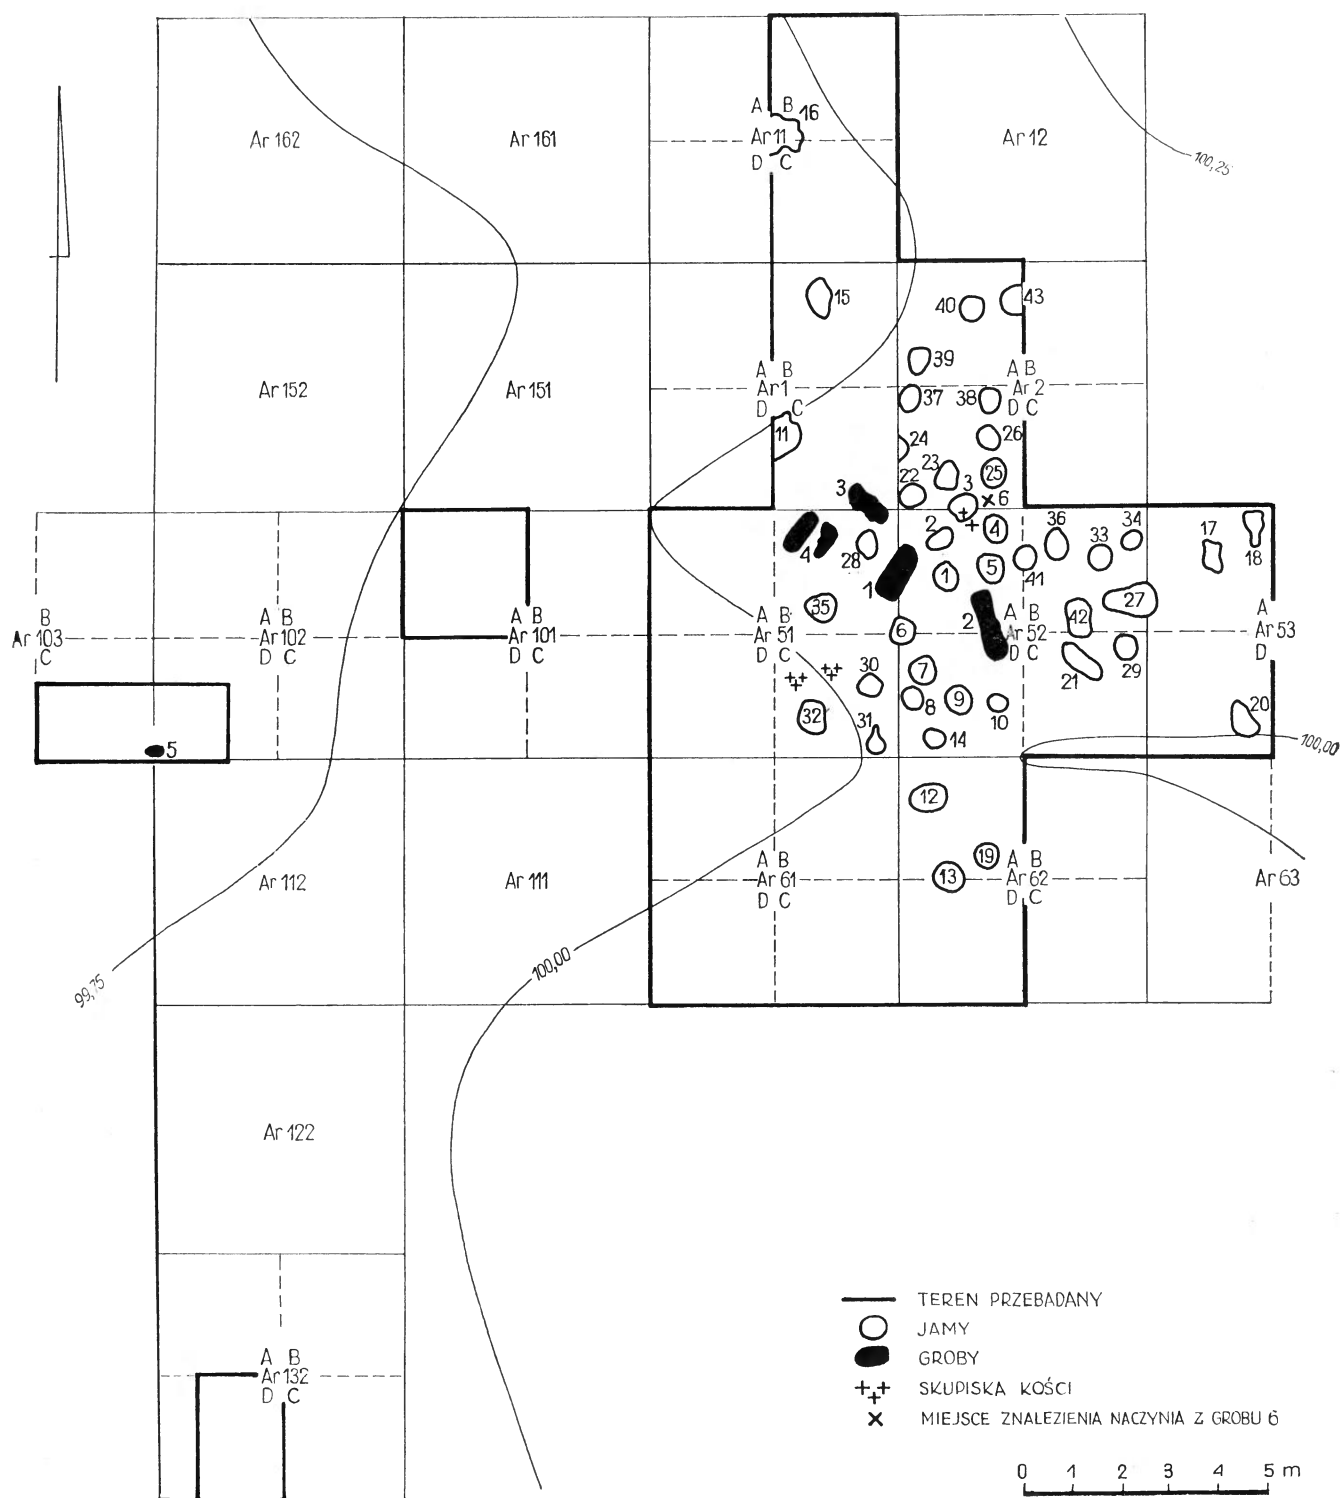 A B 16
Ar 162 Ar 161 Ar 11 Ar 12
D C
100,25
15 40 43
39
A B A B
Ar 152 Ar 151 Ar 1 Ar 2
D C 37 38 D C
11 24 26
23 25
3 22 3 6
2 4 36 34 17
4 28 33 18
1 1 5 41
35 27
B A B A B A B 2 A B 42 A
Ar 103 Ar 102 Ar 101 Ar 51 6 Ar 52 Ar 53
C D C D C D C D C D
30 7 21 29
32 31 8 9 10 20
5 14 100,00
12
19
A B A B
Ar 112 Ar 111 Ar 61 13 Ar 62 Ar 63
D C D C
99,75 100,00
Ar 122
A B
Ar 132
D C
TEREN PRZEBADANY
JAMY
GROBY
SKUPISKA KOŚCI
MIEJSCE ZNALEZIENIA NACZYNIA Z GROBU 6
0 1 2 3 4 5 m